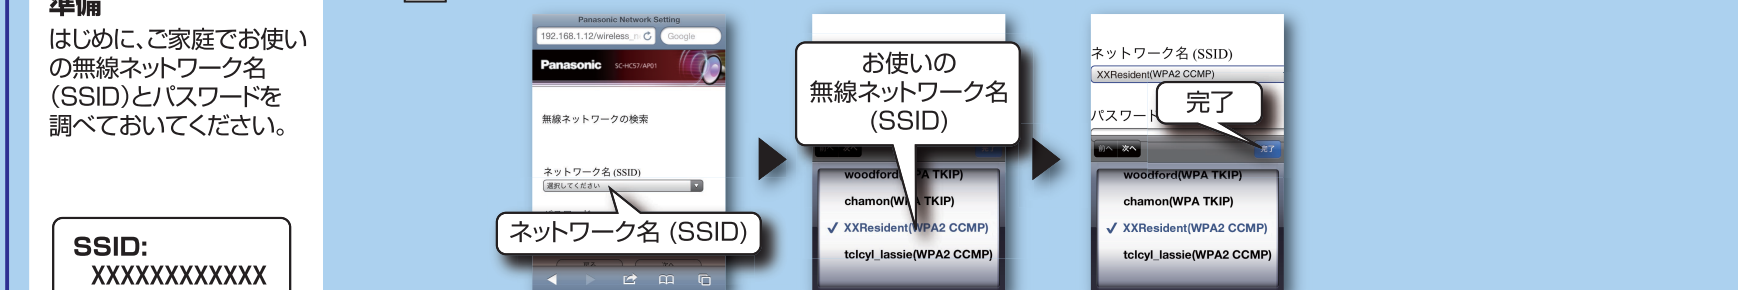 準備
はじめに、ご家庭でお使い
の無線ネットワーク名
(SSID)とパスワードを
調べておいてください。
SSID:
XXXXXXXXXXXX
Panasonic Network Setting
192.168.1.12/wireless_n
Google
Panasonic SC-HC57/AP01
無線ネットワークの検索
ネットワーク名 (SSID)
選択してください
ネットワーク名 (SSID)
お使いの
無線ネットワーク名
(SSID)
woodford(WPA TKIP)
chamon(WPA TKIP)
✓ XXResident(WPA2 CCMP)
tclcyl_lassie(WPA2 CCMP)
ネットワーク名 (SSID)
XXResident(WPA2 CCMP)
完了
パスワード
前へ 次へ 完了
woodford(WPA TKIP)
chamon(WPA TKIP)
✓ XXResident(WPA2 CCMP)
tclcyl_lassie(WPA2 CCMP)